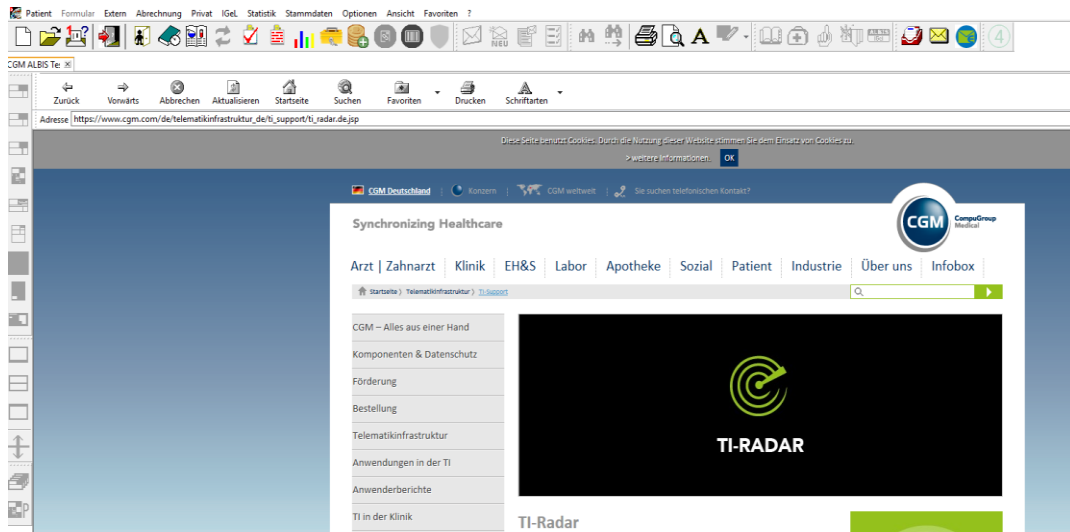 Patient Formular Extern Abrechnung Privat IGeL Statistik Stammdaten Optionen Ansicht Favoriten ?
NEU
4
CGM ALBIS Te
Zurück Vorwärts Abbrechen Aktualisieren Startseite Suchen Favoriten Drucken Schriftarten
Adresse https://www.cgm.com/de/telematikinfrastruktur_de/ti_support/ti_radar.de.jsp
Diese Seite benutzt Cookies. Durch die Nutzung dieser Website stimmen Sie dem Einsatz von Cookies zu.
> weitere Informationen. OK
CGM Deutschland Konzern CGM weltweit Sie suchen telefonischen Kontakt?
Synchronizing Healthcare
CGM CompuGroup
Medical
Arzt | Zahnarzt Klinik EH&S Labor Apotheke Sozial Patient Industrie Über uns Infobox
Startseite > Telematikinfrastruktur > TI-Support
CGM – Alles aus einer Hand
Komponenten & Datenschutz
Förderung
Bestellung
Telematikinfrastruktur
Anwendungen in der TI
Anwenderberichte
TI in der Klinik
TI-RADAR
TI-Radar